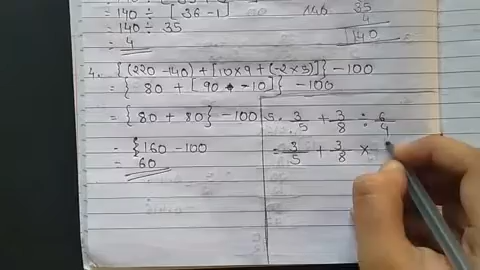 = 140 ÷ [36 - 1]
= 140 ÷ 35
= 4
35
4
140
4. {(220 - 140) + [10 × 9 + (-2 × 3)]} - 100
= { 80 + [90 - 10]} - 100
= {80 + 80} - 100
= } 160 - 100
= 60
5. 3/5 + 3/8 ÷ 6/4
= 3/5 + 3/8 ×